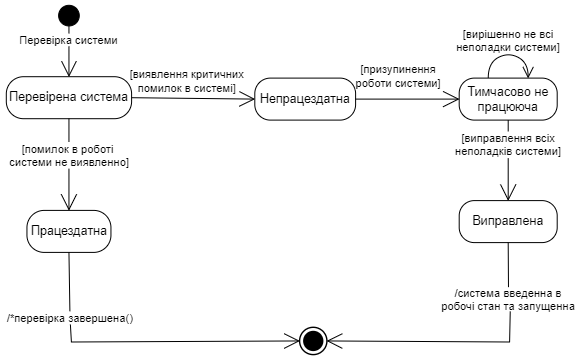 Перевірка системи
[виявлення критичних
помилок в системі]
[призупинення
роботи системи]
[вирішенно не всі
неполадки системи]
Перевірена система
Непрацездатна
Тимчасово не
працююча
[помилок в роботі
системи не виявленно]
[виправлення всіх
неполадків системи]
Працездатна
Виправлена
/*перевірка завершена()
/система введенна в
робочі стан та запущенна